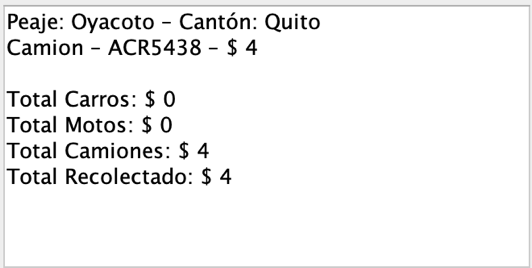 Peaje: Oyacoto – Cantón: Quito
Camion – ACR5438 – $ 4
Total Carros: $ 0
Total Motos: $ 0
Total Camiones: $ 4
Total Recolectado: $ 4